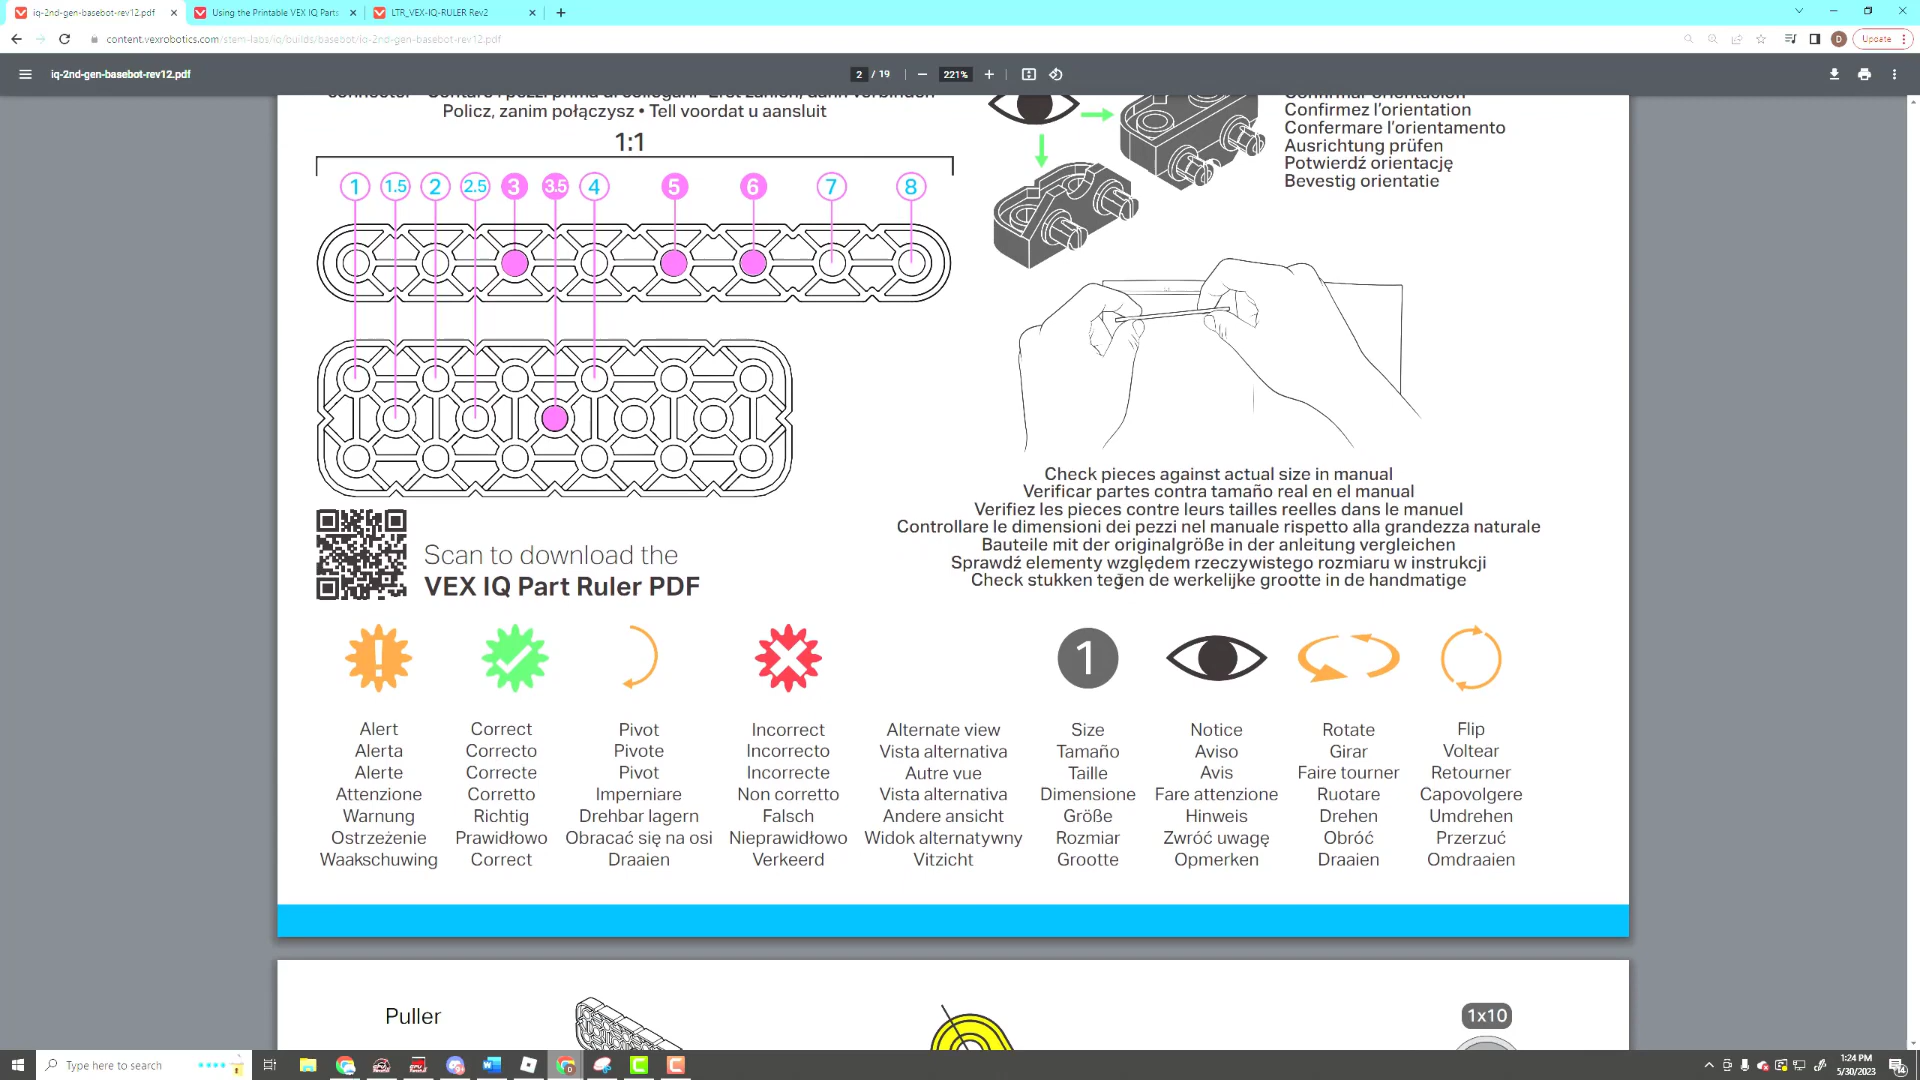 iq-2nd-gen-basebot-rev12.pdf
Using the Printable VEX IQ Parts
LTR_VEX-IQ-RULER Rev2
content.vexrobotics.com/stem-labs/iq/builds/basebot/iq-2nd-gen-basebot-rev12.pdf
D
Update
iq-2nd-gen-basebot-rev12.pdf
2 / 19
221%
Policz, zanim połączysz • Tell voordat u aansluit
1:1
1 1.5 2 2.5 3 3.5 4 5 6 7 8
Confirmez l'orientation
Confermare l'orientamento
Ausrichtung prüfen
Potwierdź orientację
Bevestig orientatie
Check pieces against actual size in manual
Verificar partes contra tamaño real en el manual
Verifiez les pieces contre leurs tailles reelles dans le manuel
Controllare le dimensioni dei pezzi nel manuale rispetto alla grandezza naturale
Bauteile mit der originalgröße in der anleitung vergleichen
Sprawdź elementy względem rzeczywistego rozmiaru w instrukcji
Check stukken tegen de werkelijke grootte in de handmatige
Scan to download the
VEX IQ Part Ruler PDF
1
Alert Correct Pivot Incorrect Alternate view Size Notice Rotate Flip
Alerta Correcto Pivote Incorrecto Vista alternativa Tamaño Aviso Girar Voltear
Alerte Correcte Pivot Incorrecte Autre vue Taille Avis Faire tourner Retourner
Attenzione Corretto Imperniare Non corretto Vista alternativa Dimensione Fare attenzione Ruotare Capovolgere
Warnung Richtig Drehbar lagern Falsch Andere ansicht Größe Hinweis Drehen Umdrehen
Ostrzeżenie Prawidłowo Obracać się na osi Nieprawidłowo Widok alternatywny Rozmiar Zwróć uwagę Obróć Przerzuć
Waakschuwing Correct Draaien Verkeerd Vitzicht Grootte Opmerken Draaien Omdraaien
Puller
1x10
Type here to search
1:24 PM
5/30/2023